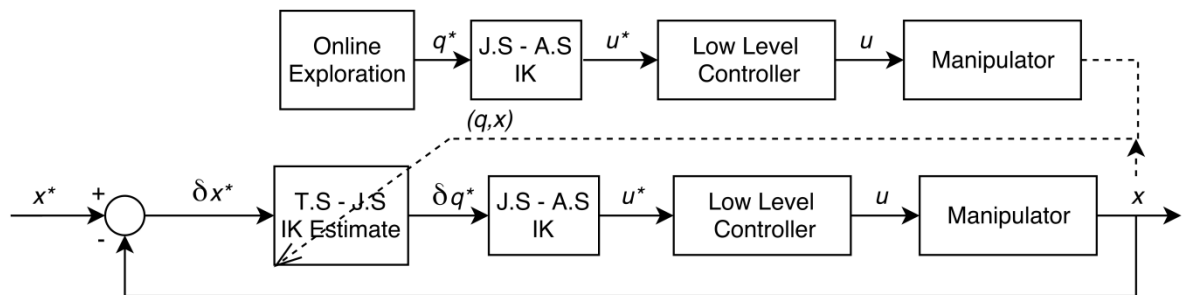 Online
Exploration
q*
J.S - A.S
IK
u*
Low Level
Controller
u
Manipulator
(q,x)
x*
+
-
δx*
T.S - J.S
IK Estimate
δq*
J.S - A.S
IK
u*
Low Level
Controller
u
Manipulator
x